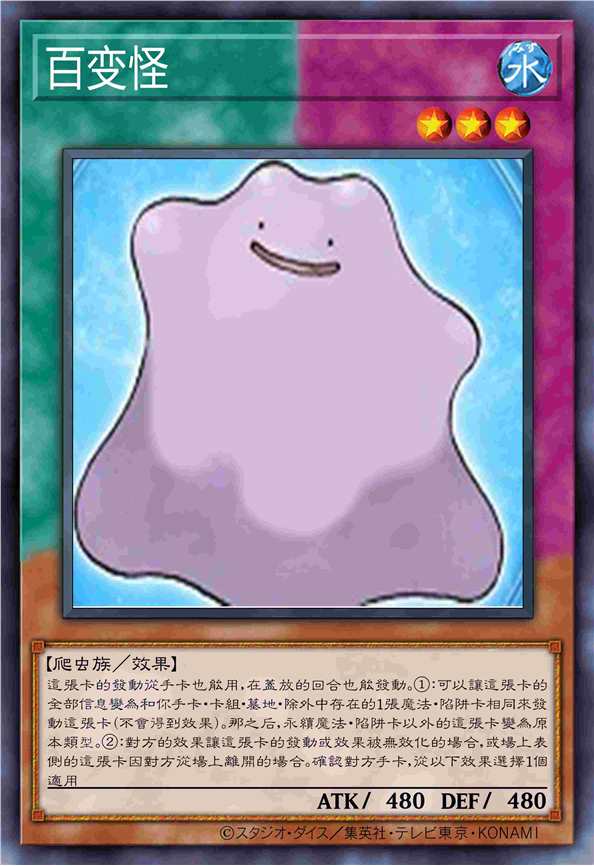 百变怪
みず
水
【爬虫族／效果】
這張卡的發動從手卡也能用,在蓋放的回合也能發動。①:可以讓這張卡的
全部信息變為和你手卡·卡組·墓地·除外中存在的1張魔法·陷阱卡相同來發
動這張卡(不會得到效果)。那之后,永續魔法·陷阱卡以外的這張卡變為原
本類型。②:對方的效果讓這張卡的發動或效果被無效化的場合,或場上表
側的這張卡因對方從場上離開的場合。確認對方手卡,從以下效果選擇1個
適用
ATK/ 480 DEF/ 480
©スタジオ·ダイス／集英社·テレビ東京·KONAMI